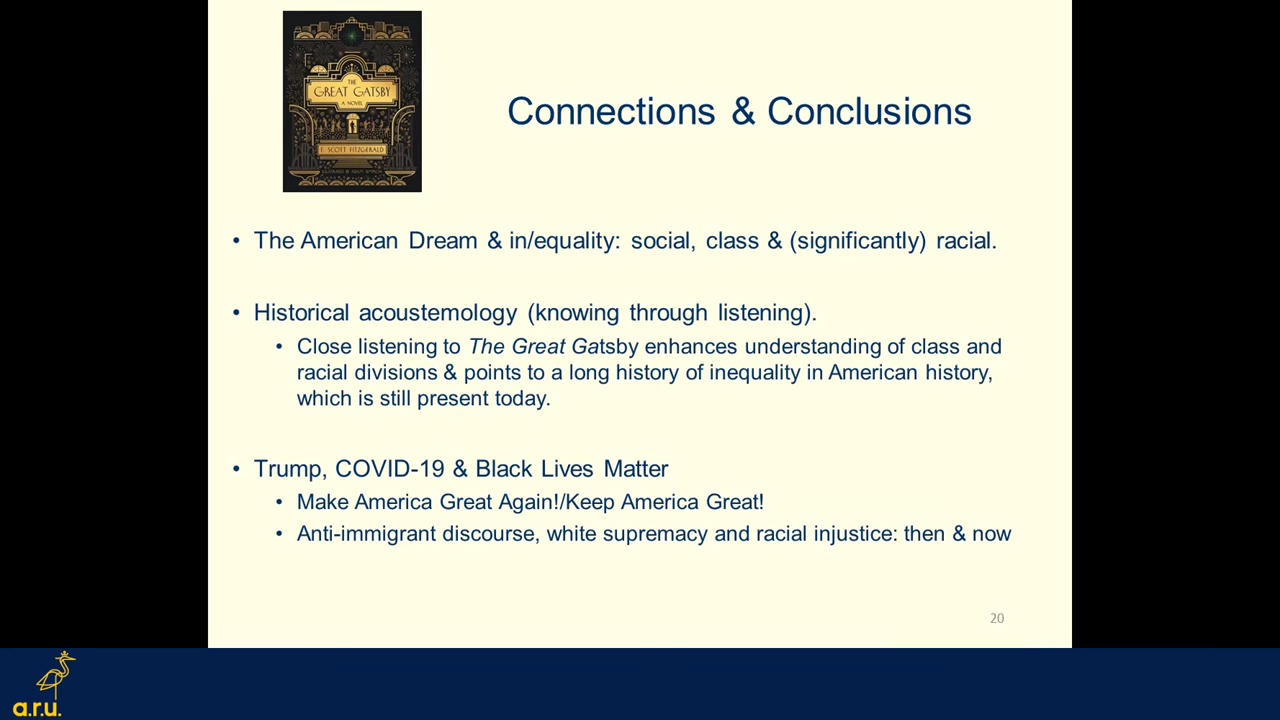 THE
GREAT GATSBY
A NOVEL
F. SCOTT FITZGERALD
Connections & Conclusions
• The American Dream & in/equality: social, class & (significantly) racial.
• Historical acoustemology (knowing through listening).
• Close listening to The Great Gatsby enhances understanding of class and
racial divisions & points to a long history of inequality in American history,
which is still present today.
• Trump, COVID-19 & Black Lives Matter
• Make America Great Again!/Keep America Great!
• Anti-immigrant discourse, white supremacy and racial injustice: then & now
20
a.r.u.